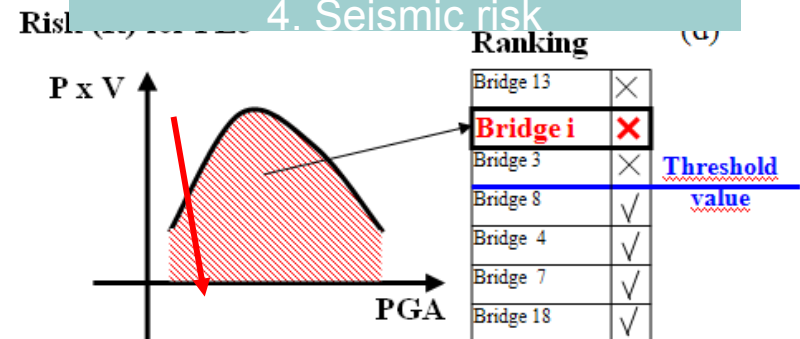 4. Seismic risk
Ranking
P x V
Bridge 13
Bridge i
Bridge 3
Threshold
value
Bridge 8
Bridge 4
Bridge 7
PGA
Bridge 18